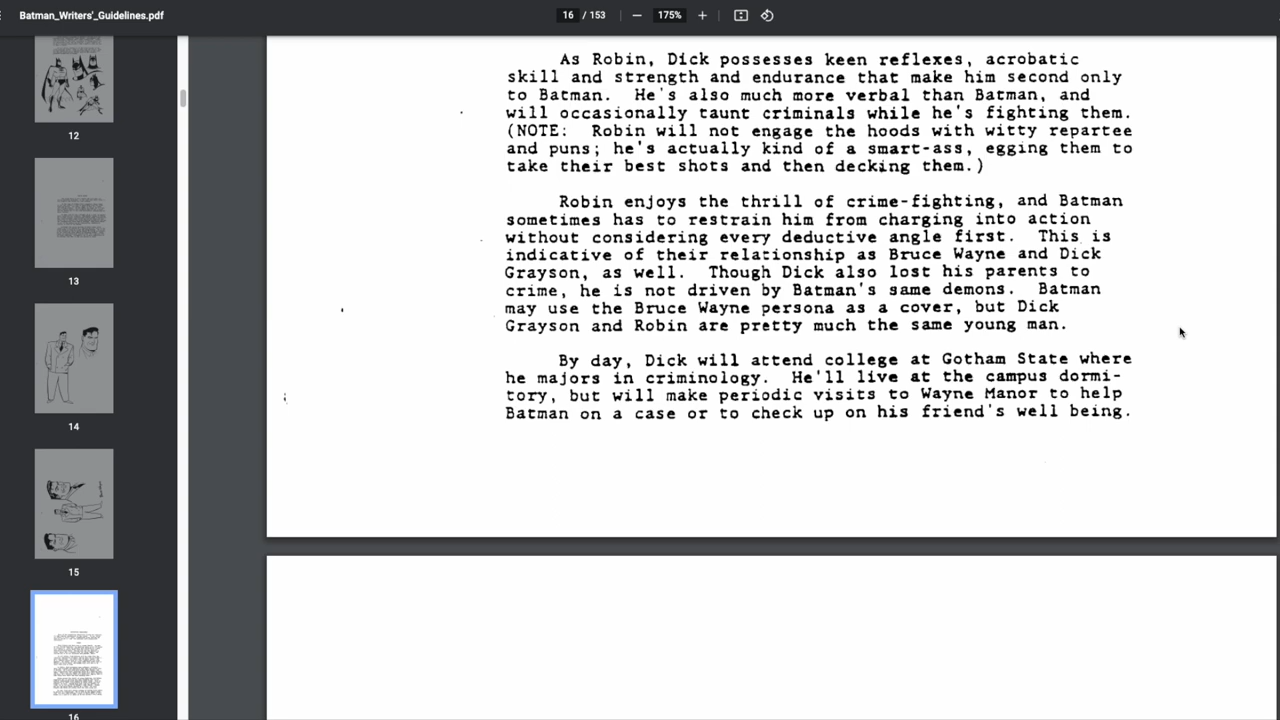 Batman_Writers'_Guidelines.pdf
16 / 153
175%
12
13
14
15
16
As Robin, Dick possesses keen reflexes, acrobatic
skill and strength and endurance that make him second only
to Batman. He's also much more verbal than Batman, and
will occasionally taunt criminals while he's fighting them.
(NOTE: Robin will not engage the hoods with witty repartee
and puns; he's actually kind of a smart-ass, egging them to
take their best shots and then decking them.)
Robin enjoys the thrill of crime-fighting, and Batman
sometimes has to restrain him from charging into action
without considering every deductive angle first. This is
indicative of their relationship as Bruce Wayne and Dick
Grayson, as well. Though Dick also lost his parents to
crime, he is not driven by Batman's same demons. Batman
may use the Bruce Wayne persona as a cover, but Dick
Grayson and Robin are pretty much the same young man.
By day, Dick will attend college at Gotham State where
he majors in criminology. He'll live at the campus dormi-
tory, but will make periodic visits to Wayne Manor to help
Batman on a case or to check up on his friend's well being.